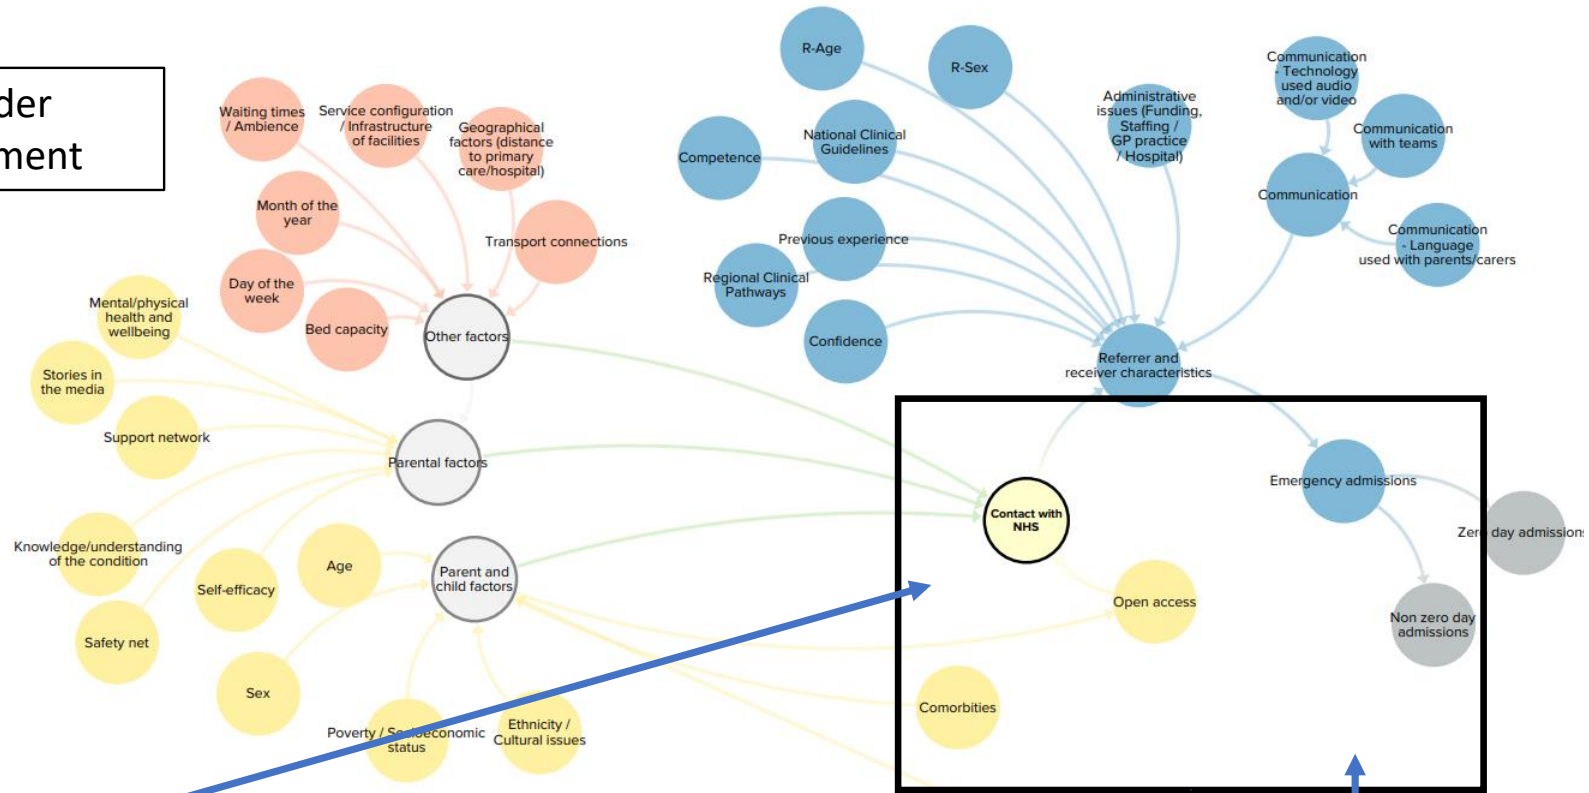 der
ment
Waiting times
/ Ambience
Service configuration
/ Infrastructure
of facilities
Geographical
factors (distance
to primary
care/hospital)
Month of the
year
Transport connections
Day of the
week
Bed capacity
Other factors
Mental/physical
health and
wellbeing
Stories in
the media
Support network
Parental factors
Knowledge/understanding
of the condition
Self-efficacy
Safety net
Age
Parent and
child factors
Sex
Poverty / Socioeconomic
status
Ethnicity /
Cultural issues
R-Age
R-Sex
Competence
National Clinical
Guidelines
Administrative
issues (Funding,
Staffing /
GP practice
/ Hospital)
Communication
- Technology
used audio
and/or video
Communication
with teams
Communication
Communication
- Language
used with parents/carers
Previous experience
Regional Clinical
Pathways
Confidence
Referrer and
receiver characteristics
Contact with
NHS
Emergency admissions
Zero day admissions
Open access
Non zero day
admissions
Comorbities